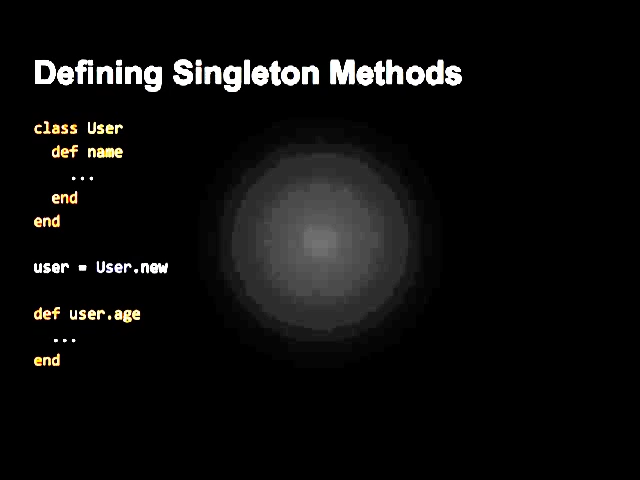 Defining Singleton Methods
class User
  def name
    ...
  end
end
user = User.new
def user.age
  ...
end